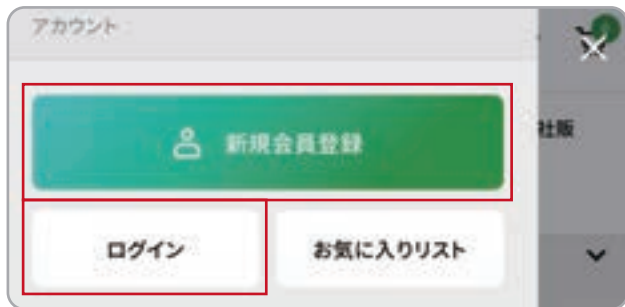 アカウント
新規会員登録
社販
ログイン
お気に入りリスト